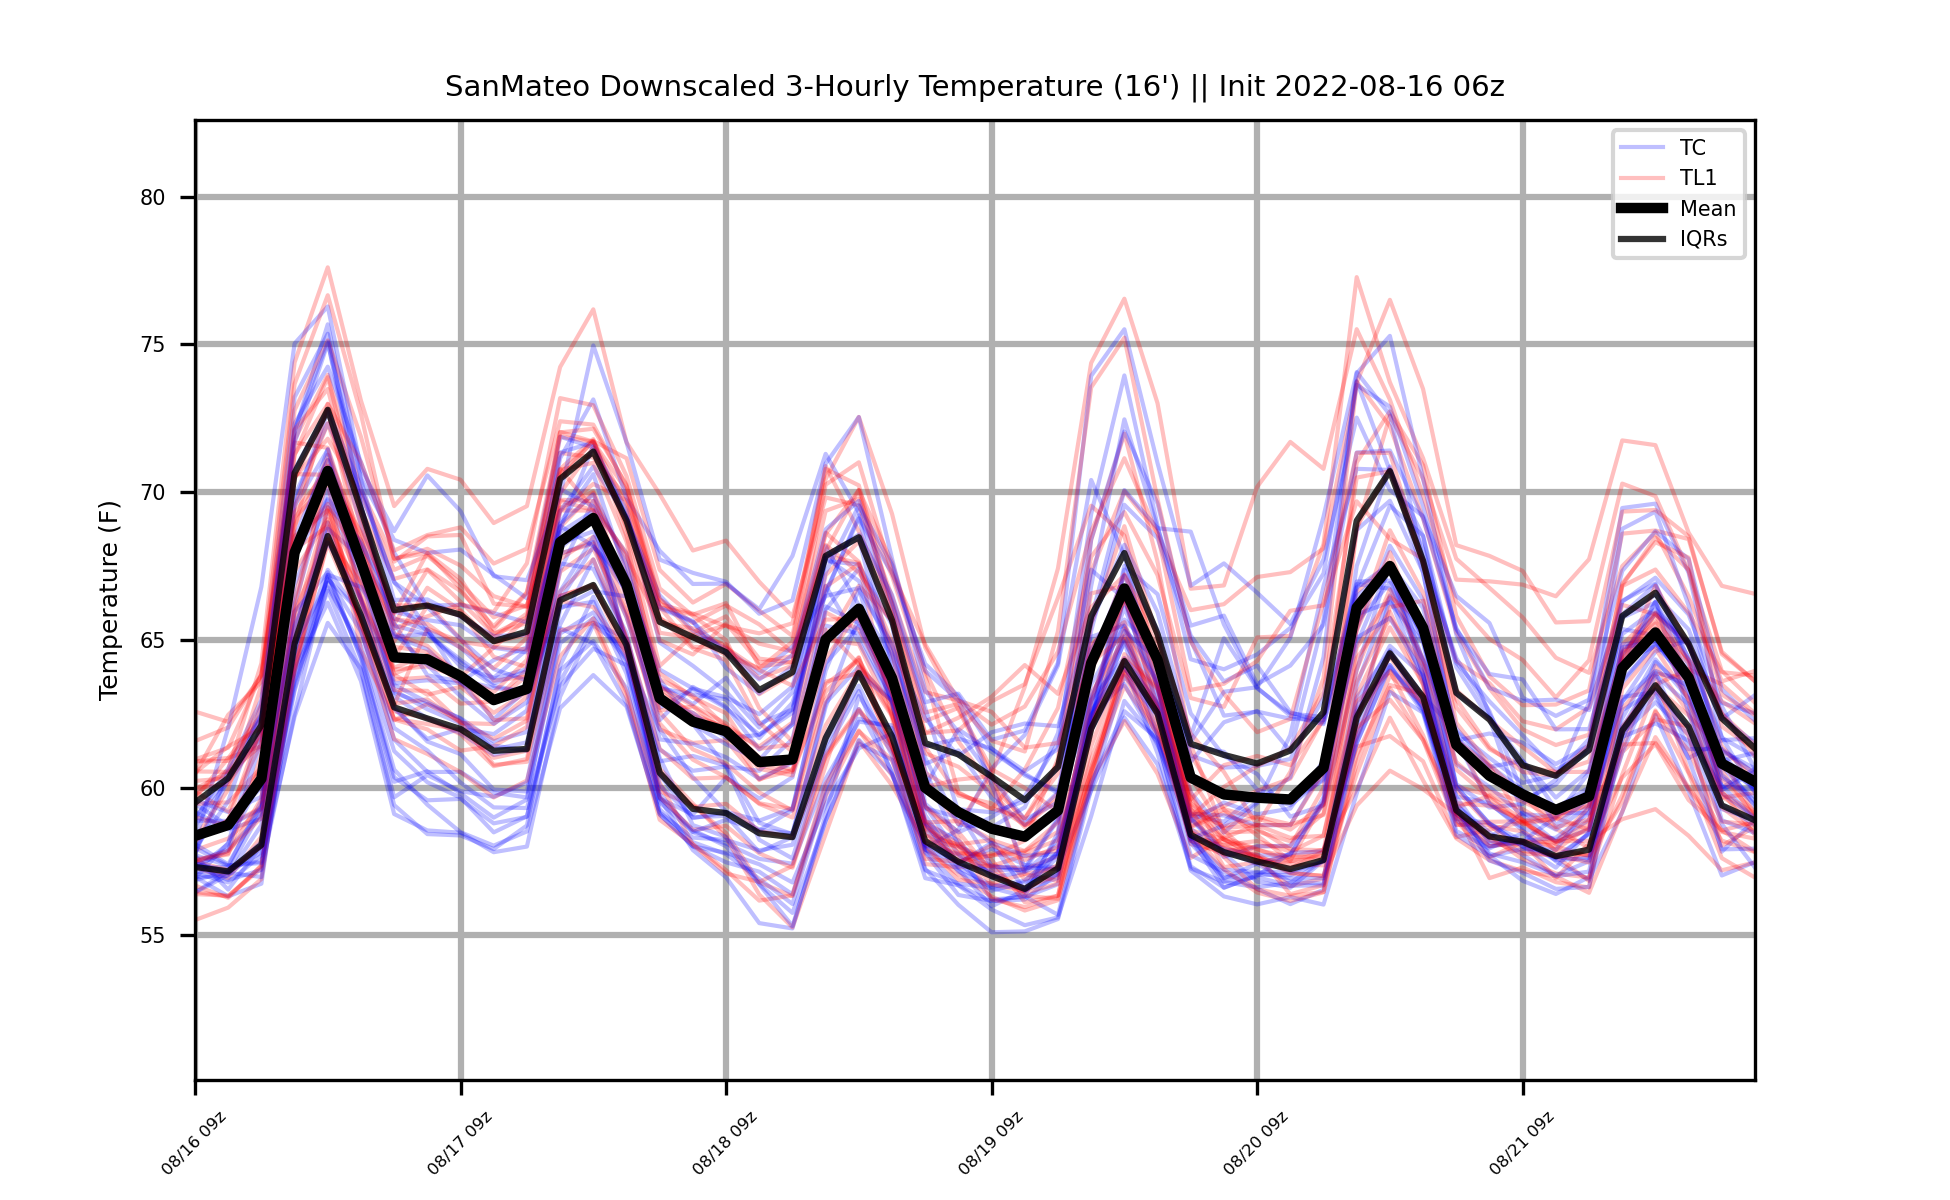 SanMateo Downscaled 3-Hourly Temperature (16') || Init 2022-08-16 06z
TC
TL1
Mean
IQRs
Temperature (F)
80
75
70
65
60
55
08/16 09z
08/17 09z
08/18 09z
08/19 09z
08/20 09z
08/21 09z